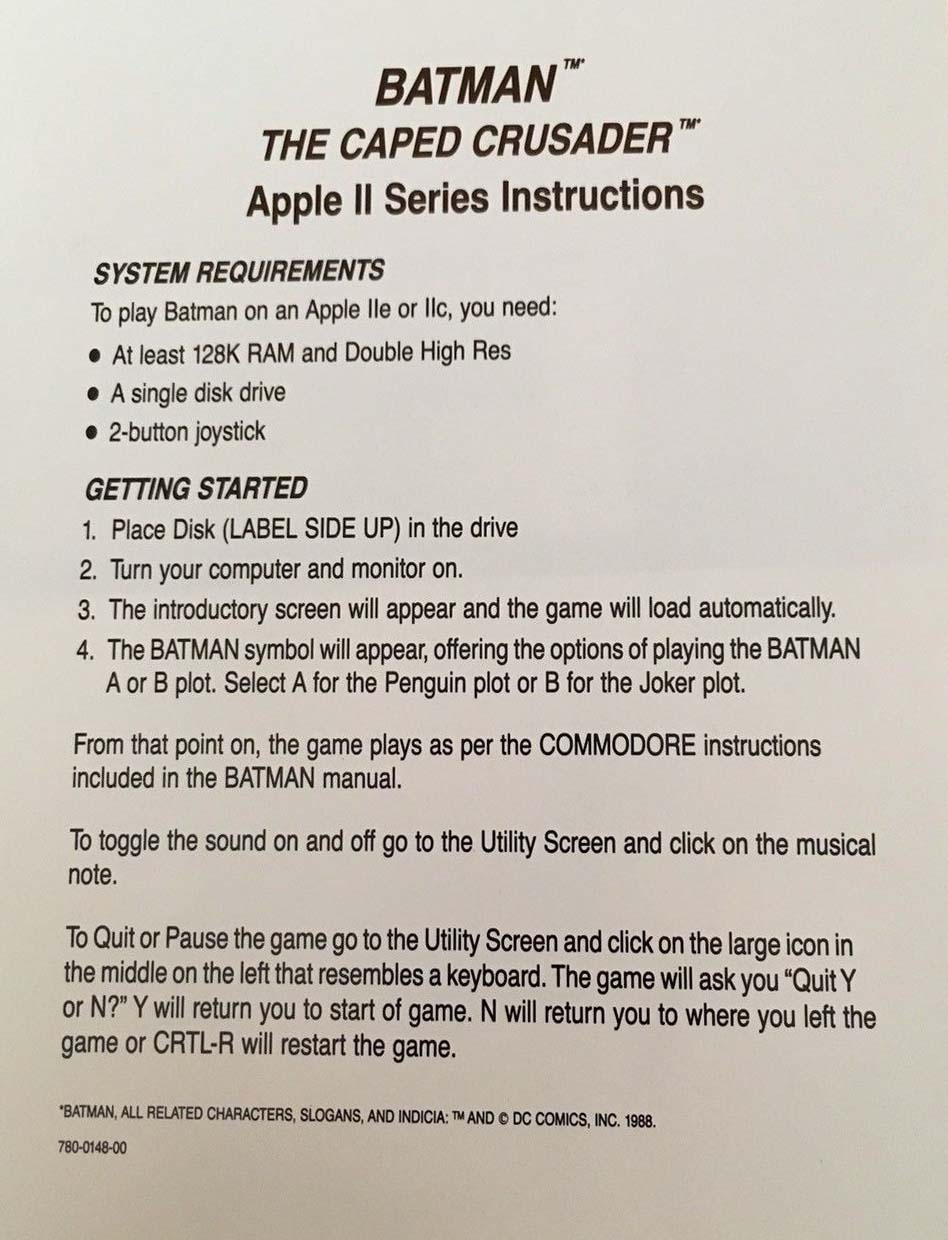 BATMAN™*
THE CAPED CRUSADER™*
Apple II Series Instructions
SYSTEM REQUIREMENTS
To play Batman on an Apple IIe or IIc, you need:
• At least 128K RAM and Double High Res
• A single disk drive
• 2-button joystick
GETTING STARTED
1. Place Disk (LABEL SIDE UP) in the drive
2. Turn your computer and monitor on.
3. The introductory screen will appear and the game will load automatically.
4. The BATMAN symbol will appear, offering the options of playing the BATMAN
A or B plot. Select A for the Penguin plot or B for the Joker plot.
From that point on, the game plays as per the COMMODORE instructions
included in the BATMAN manual.
To toggle the sound on and off go to the Utility Screen and click on the musical
note.
To Quit or Pause the game go to the Utility Screen and click on the large icon in
the middle on the left that resembles a keyboard. The game will ask you “Quit Y
or N?” Y will return you to start of game. N will return you to where you left the
game or CRTL-R will restart the game.
*BATMAN, ALL RELATED CHARACTERS, SLOGANS, AND INDICIA: ™ AND © DC COMICS, INC. 1988.
780-0148-00